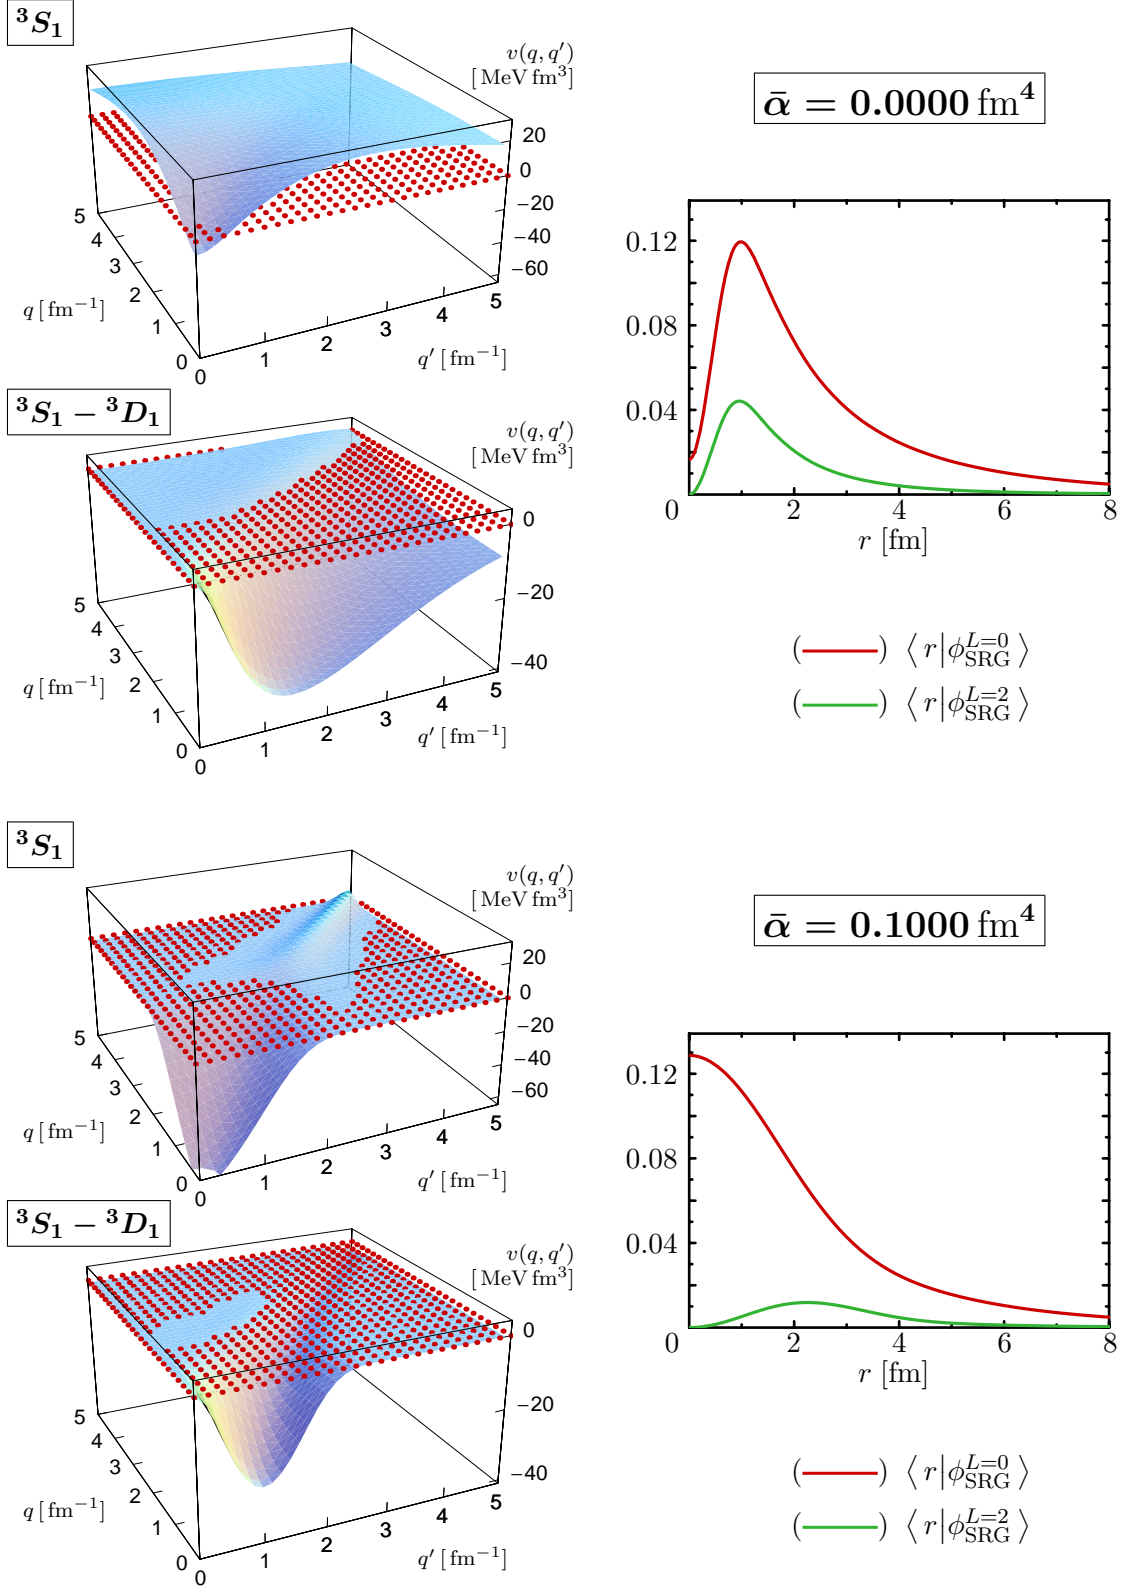 ³S₁
v(q, q′)
[ MeV fm³]
20
0
−20
−40
−60
5
4
3
2
1
0
q [ fm⁻¹]
0
1
2
3
4
5
q′ [ fm⁻¹]
ᾱ = 0.0000 fm⁴
0.12
0.08
0.04
0
2
4
6
8
r [fm]
³S₁ − ³D₁
v(q, q′)
[ MeV fm³]
0
−20
−40
5
4
3
2
1
0
q [ fm⁻¹]
0
1
2
3
4
5
q′ [ fm⁻¹]
(—) ⟨ r|ϕ_SRG^{L=0} ⟩
(—) ⟨ r|ϕ_SRG^{L=2} ⟩
³S₁
v(q, q′)
[ MeV fm³]
20
0
−20
−40
−60
5
4
3
2
1
0
q [ fm⁻¹]
0
1
2
3
4
5
q′ [ fm⁻¹]
ᾱ = 0.1000 fm⁴
0.12
0.08
0.04
0
2
4
6
8
r [fm]
³S₁ − ³D₁
v(q, q′)
[ MeV fm³]
0
−20
−40
5
4
3
2
1
0
q [ fm⁻¹]
0
1
2
3
4
5
q′ [ fm⁻¹]
(—) ⟨ r|ϕ_SRG^{L=0} ⟩
(—) ⟨ r|ϕ_SRG^{L=2} ⟩